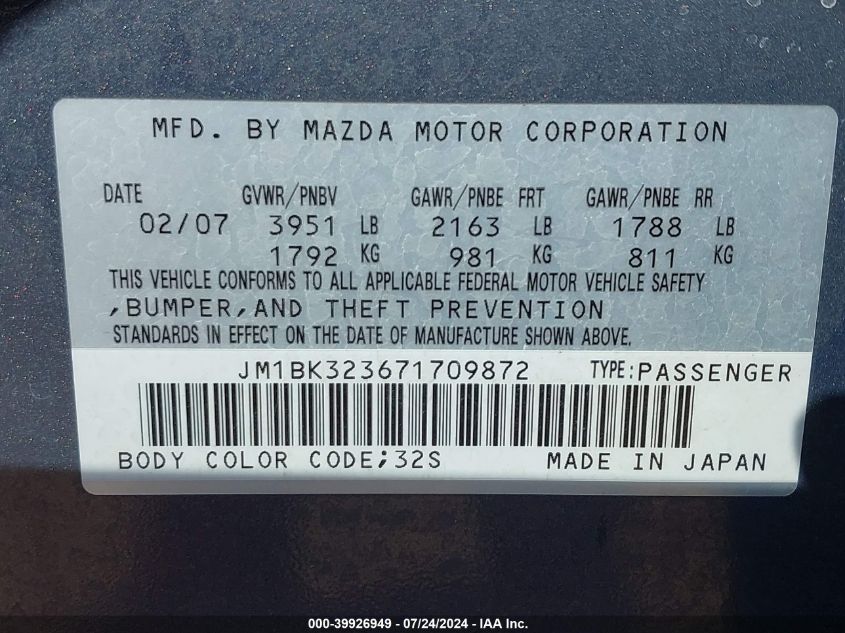 MFD. BY MAZDA MOTOR CORPORATION
DATE GVWR/PNBV GAWR/PNBE FRT GAWR/PNBE RR
02/07 3951 LB 2163 LB 1788 LB
1792 KG 981 KG 811 KG
THIS VEHICLE CONFORMS TO ALL APPLICABLE FEDERAL MOTOR VEHICLE SAFETY
,BUMPER,AND THEFT PREVENTION
STANDARDS IN EFFECT ON THE DATE OF MANUFACTURE SHOWN ABOVE.
JM1BK323671709872 TYPE:PASSENGER
BODY COLOR CODE;32S MADE IN JAPAN
000-39926949 / 07/24/2024 - IAA Inc.